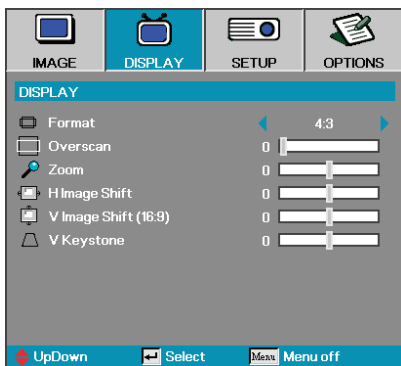 IMAGE DISPLAY SETUP OPTIONS
DISPLAY
Format 4:3
Overscan 0
Zoom 0
H Image Shift 0
V Image Shift (16:9) 0
V Keystone 0
UpDown Select Menu Menu off